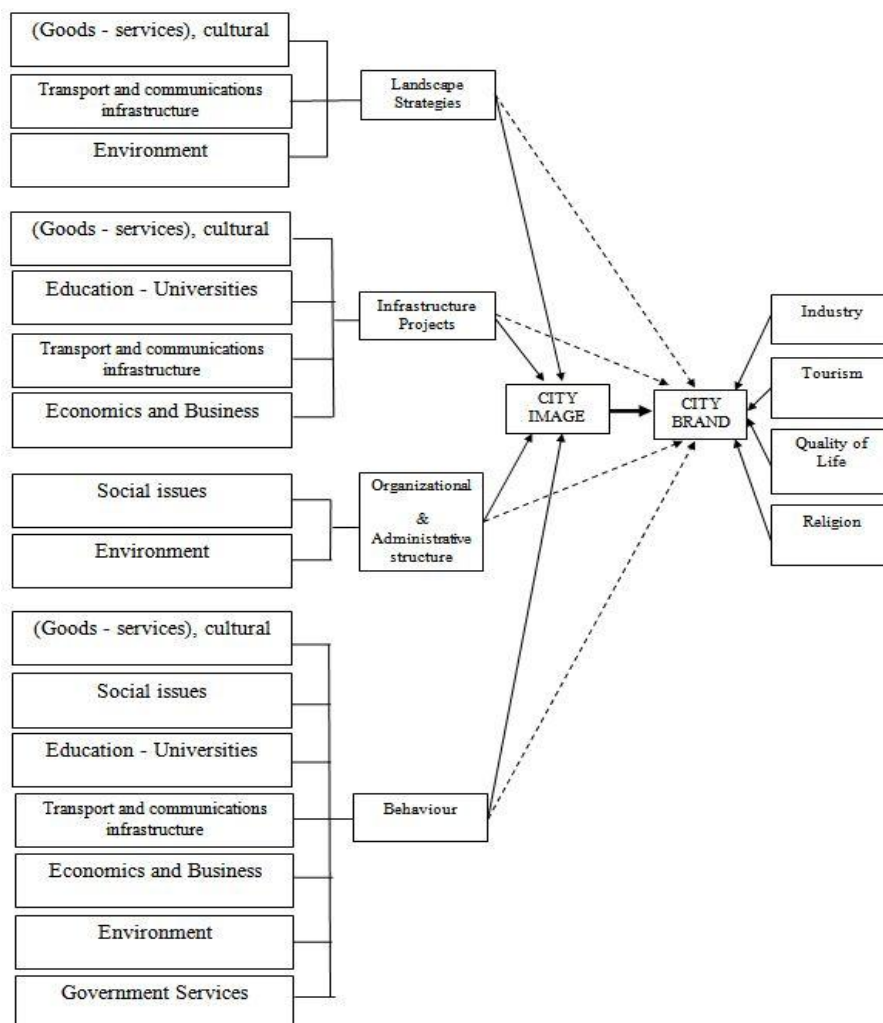 (Goods - services), cultural
Transport and communications
infrastructure
Environment
Landscape
Strategies
(Goods - services), cultural
Education - Universities
Transport and communications
infrastructure
Economics and Business
Infrastructure
Projects
Social issues
Environment
Organizational
&
Administrative
structure
(Goods - services), cultural
Social issues
Education - Universities
Transport and communications
infrastructure
Economics and Business
Environment
Government Services
Behaviour
CITY
IMAGE
CITY
BRAND
Industry
Tourism
Quality of
Life
Religion